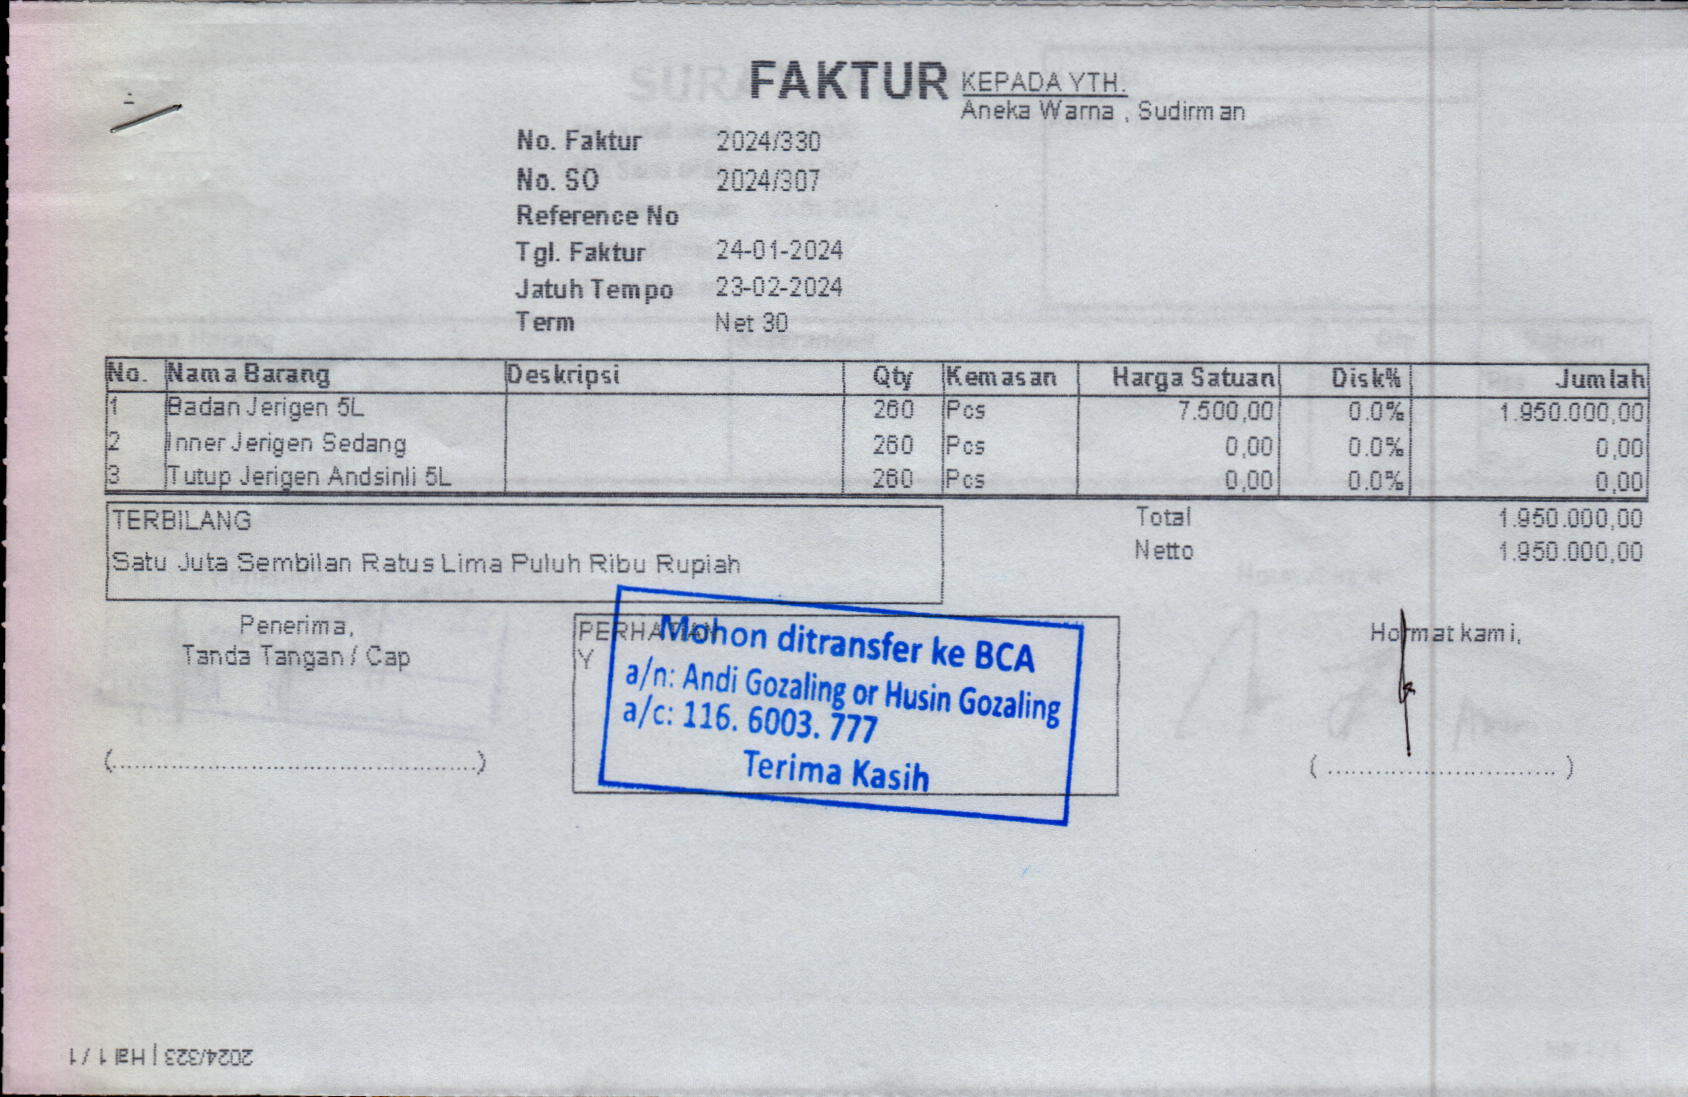 FAKTUR
KEPADA YTH.
Aneka Warna , Sudirman
No. Faktur 2024/330
No. SO 2024/307
Reference No
Tgl. Faktur 24-01-2024
Jatuh Tempo 23-02-2024
Term Net 30
No. Nama Barang Deskripsi Qty Kemasan Harga Satuan Disk% Jumlah
1 Badan Jerigen 5L 260 Pcs 7.500,00 0.0% 1.950.000,00
2 Inner Jerigen Sedang 260 Pcs 0,00 0.0% 0,00
3 Tutup Jerigen Andsinli 5L 260 Pcs 0,00 0.0% 0,00
TERBILANG
Satu Juta Sembilan Ratus Lima Puluh Ribu Rupiah
Total 1.950.000,00
Netto 1.950.000,00
Penerima,
Tanda Tangan / Cap
(..............................................)
PERHATIAN
Y
Mohon ditransfer ke BCA
a/n: Andi Gozaling or Husin Gozaling
a/c: 116. 6003. 777
Terima Kasih
Hormat kami,
( ............................. )
2024/323 | Hal 1 / 1